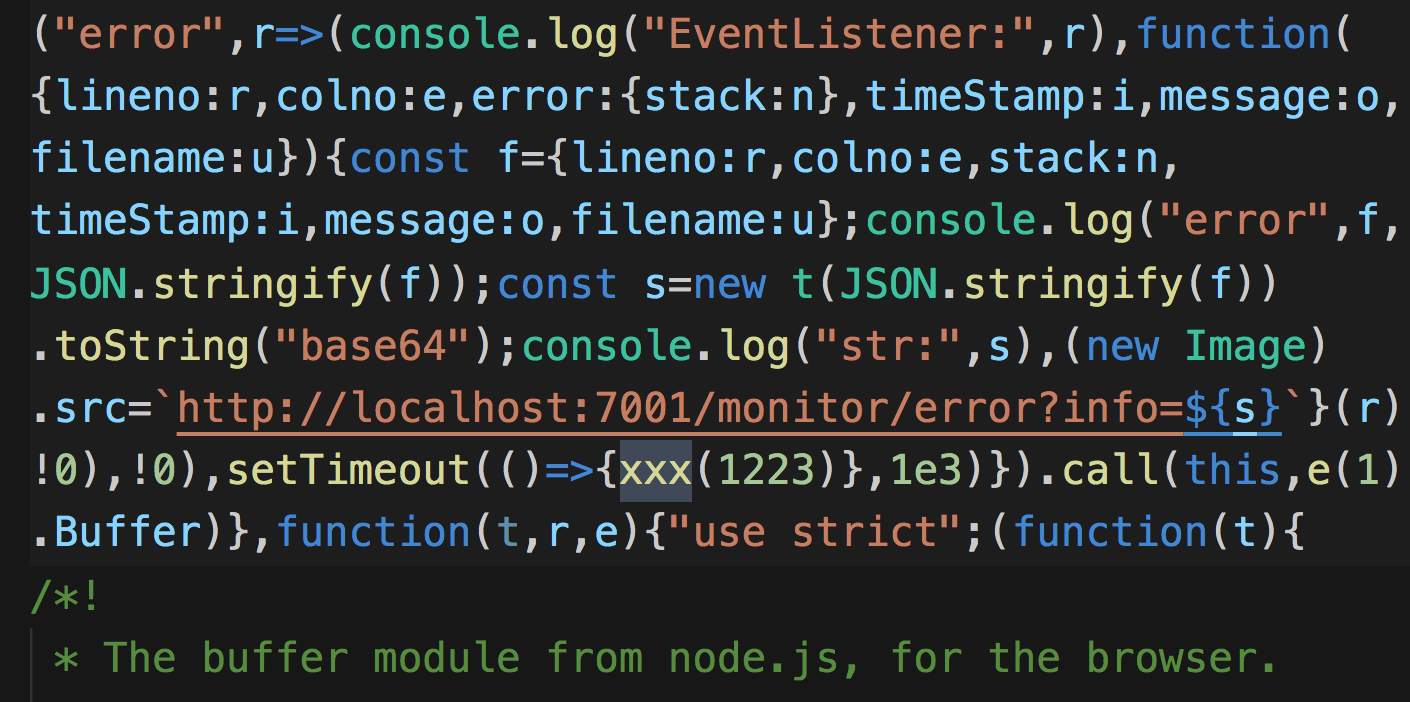 ("error",r=>(console.log("EventListener:",r),function(
{lineno:r,colno:e,error:{stack:n},timeStamp:i,message:o,
filename:u}){const f={lineno:r,colno:e,stack:n,
timeStamp:i,message:o,filename:u};console.log("error",f,
JSON.stringify(f));const s=new t(JSON.stringify(f))
.toString("base64");console.log("str:",s),(new Image)
.src=`http://localhost:7001/monitor/error?info=${s}`}(r)
!0),!0),setTimeout(()=>{xxx(1223)},1e3)}).call(this,e(1)
.Buffer)},function(t,r,e){"use strict";(function(t){
/*!
* The buffer module from node.js, for the browser.